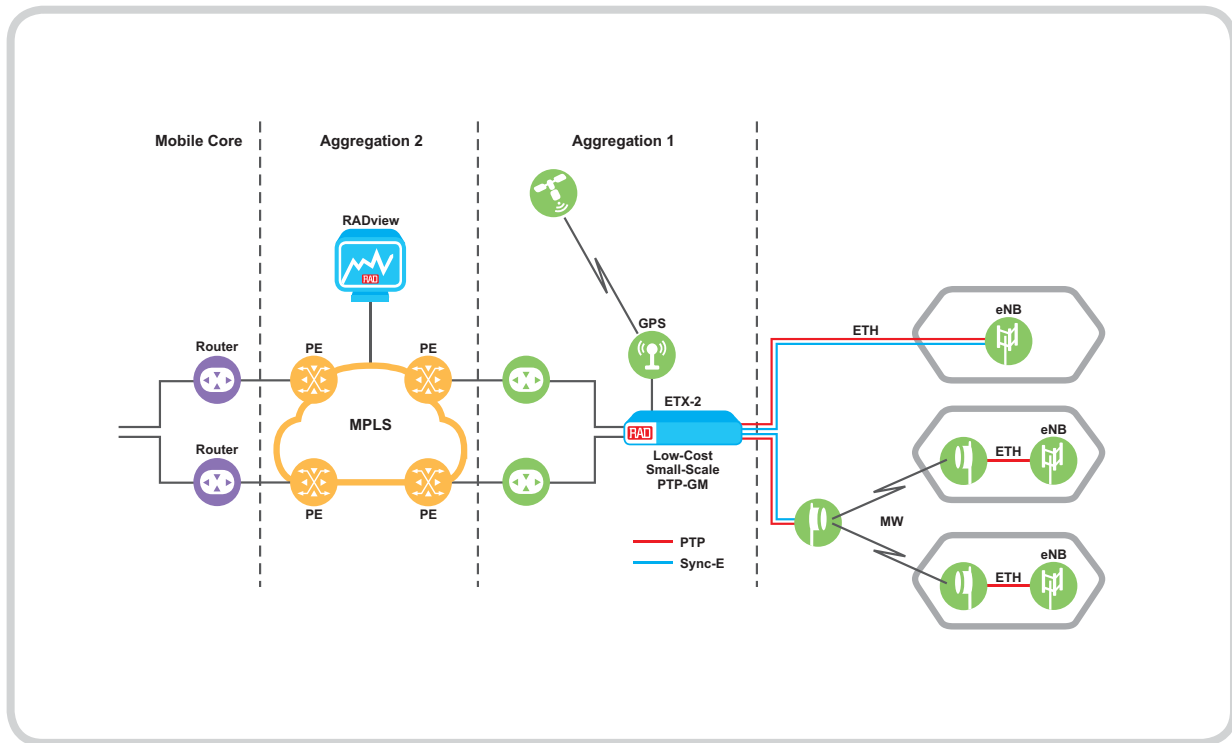 Mobile Core
Aggregation 2
Aggregation 1
RADview
RAD
GPS
ETH
eNB
Router
PE
PE
ETX-2
MPLS
RAD
eNB
ETH
Router
Low-Cost
Small-Scale
PTP-GM
PE
PE
MW
PTP
Sync-E
eNB
ETH